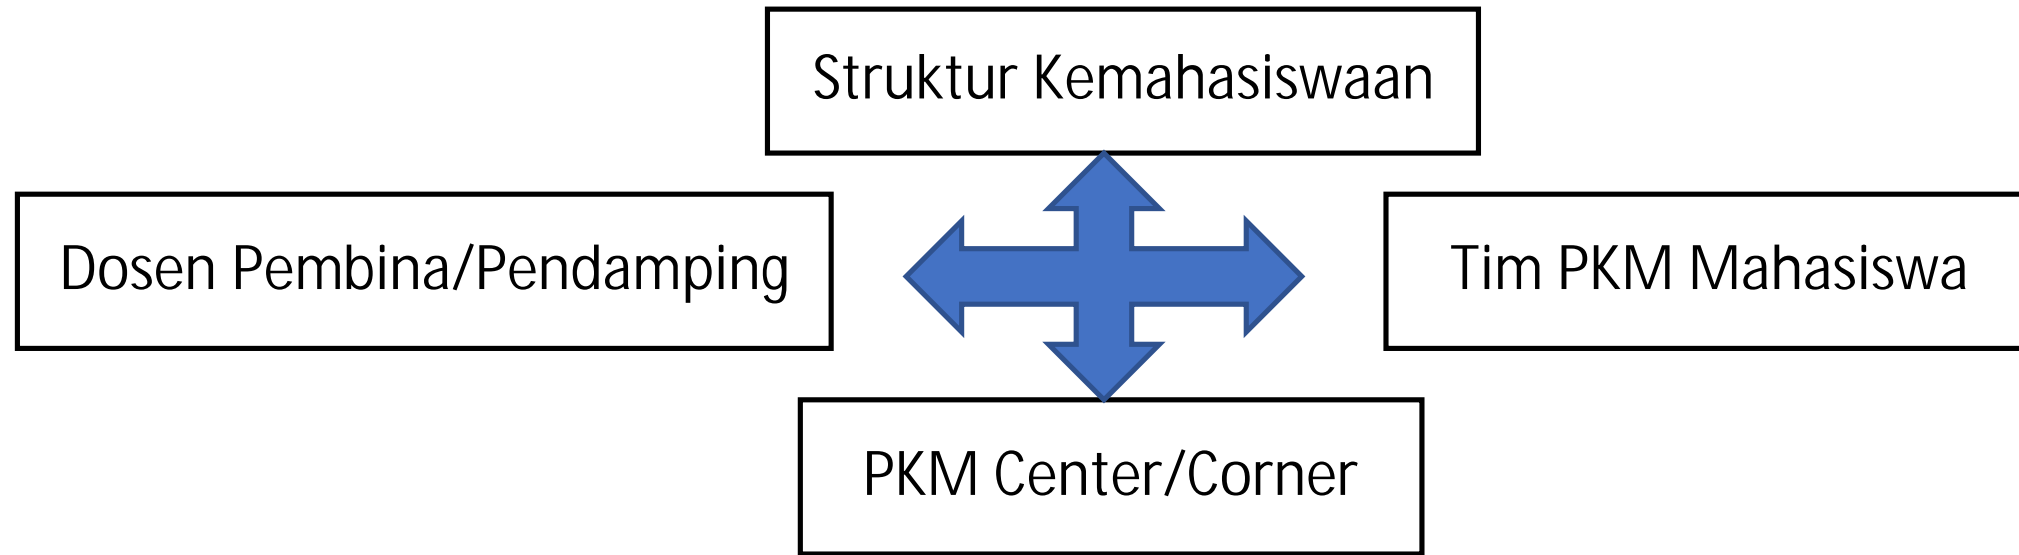 Struktur Kemahasiswaan
Dosen Pembina/Pendamping
Tim PKM Mahasiswa
PKM Center/Corner